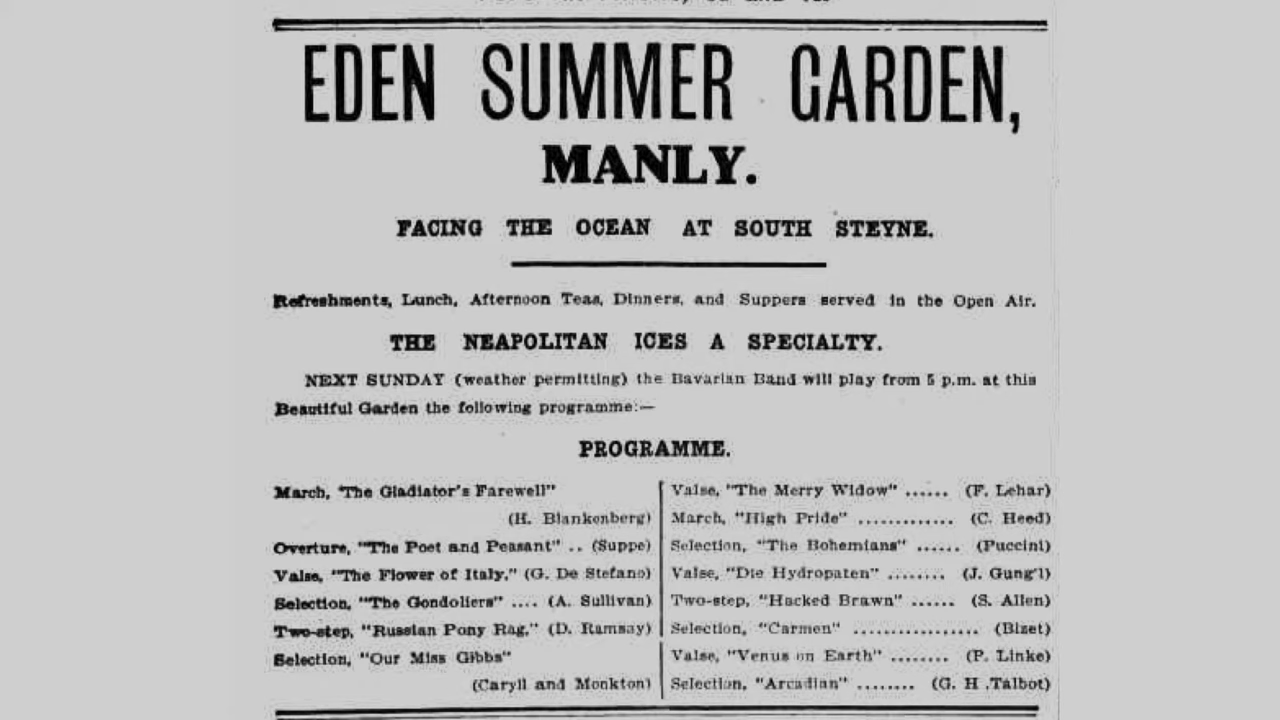 EDEN SUMMER GARDEN,
MANLY.
FACING THE OCEAN AT SOUTH STEYNE.
Refreshments, Lunch, Afternoon Teas, Dinners, and Suppers served in the Open Air.
THE NEAPOLITAN ICES A SPECIALTY.
NEXT SUNDAY (weather permitting) the Bavarian Band will play from 5 p.m. at this
Beautiful Garden the following programme:—
PROGRAMME.
March, "The Gladiator's Farewell"
(H. Blankenberg)
Overture, "The Poet and Peasant" .. (Suppe)
Valse, "The Flower of Italy," (G. De Stefano)
Selection, "The Gondoliers" .... (A. Sullivan)
Two-step, "Russian Pony Rag," (D. Ramsay)
Selection, "Our Miss Gibbs"
(Caryll and Monkton)
Valse, "The Merry Widow" ...... (F. Lehar)
March, "High Pride" ............. (C. Heed)
Selection, "The Bohemians" ...... (Puccini)
Valse, "Die Hydropaten" ........ (J. Gung'l)
Two-step, "Hacked Brawn" ...... (S. Allen)
Selection, "Carmen" ................. (Bizet)
Valse, "Venus on Earth" ........ (P. Linke)
Selection, "Arcadian" ........ (G. H .Talbot)